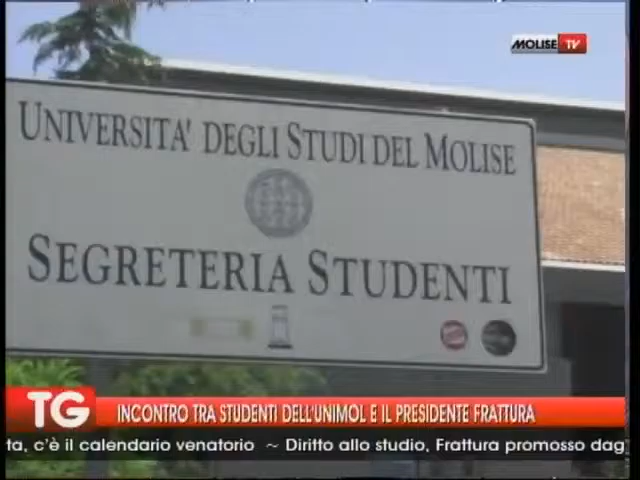 MOLISE TV
UNIVERSITA' DEGLI STUDI DEL MOLISE
SEGRETERIA STUDENTI
TG INCONTRO TRA STUDENTI DELL'UNIMOL E IL PRESIDENTE FRATTURA
ta, c'è il calendario venatorio ~ Diritto allo studio, Frattura promosso dag